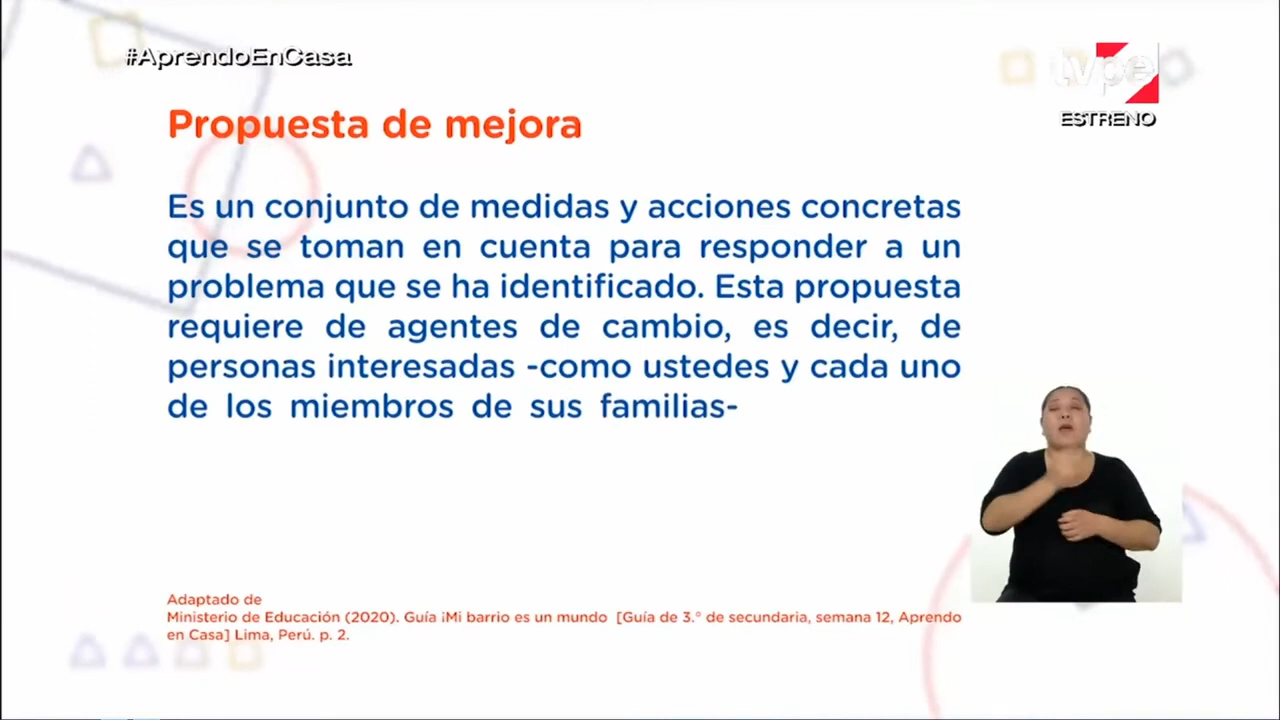 #AprendoEnCasa
tvpe
ESTRENO
Propuesta de mejora
Es un conjunto de medidas y acciones concretas
que se toman en cuenta para responder a un
problema que se ha identificado. Esta propuesta
requiere de agentes de cambio, es decir, de
personas interesadas -como ustedes y cada uno
de los miembros de sus familias-
Adaptado de
Ministerio de Educación (2020). Guía ¡Mi barrio es un mundo [Guía de 3.° de secundaria, semana 12, Aprendo
en Casa] Lima, Perú. p. 2.